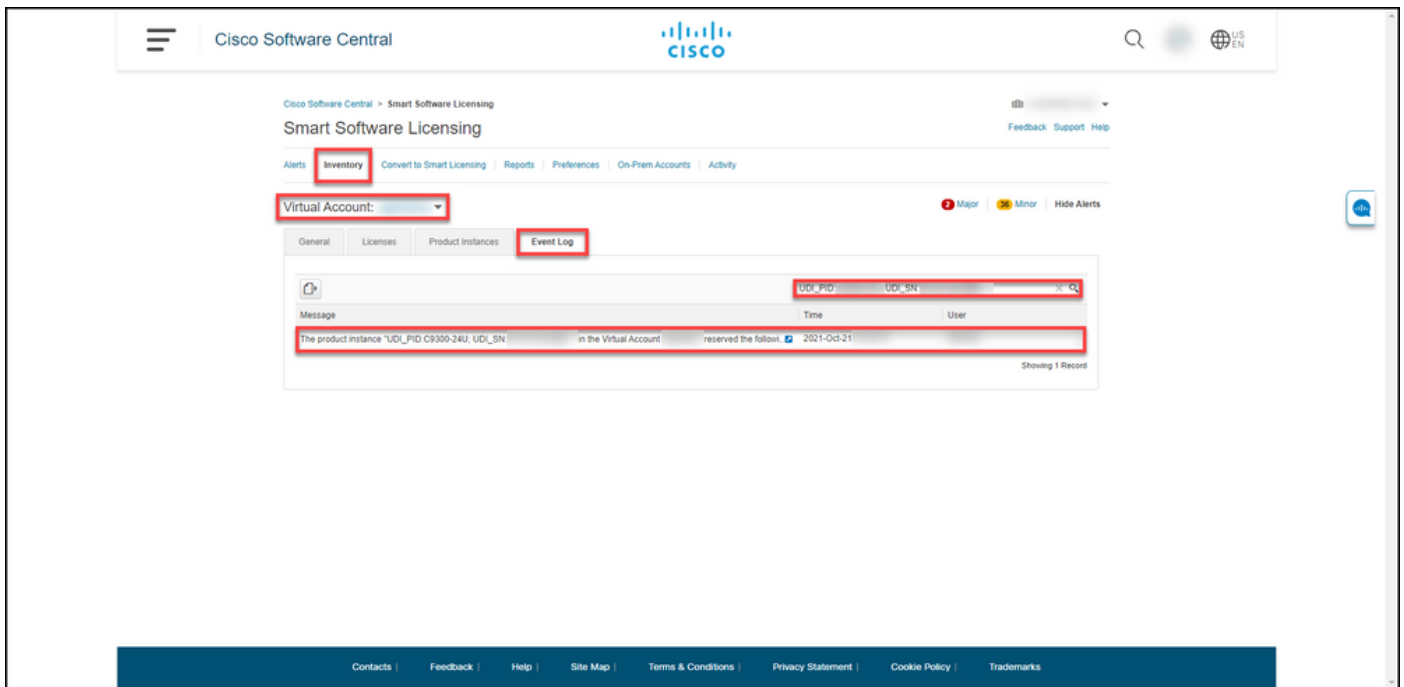 Cisco Software Central
CISCO
US
EN
Cisco Software Central > Smart Software Licensing
Smart Software Licensing
Feedback Support Help
Alerts Inventory Convert to Smart Licensing Reports Preferences On-Prem Accounts Activity
Virtual Account:
2 Major 36 Minor Hide Alerts
General Licenses Product Instances Event Log
UDI_PID UDI_SN
Message Time User
The product instance "UDI_PID:C9300-24U; UDI_SN: in the Virtual Account reserved the followi.. 2021-Oct-21
Showing 1 Record
Contacts | Feedback | Help | Site Map | Terms & Conditions | Privacy Statement | Cookie Policy | Trademarks